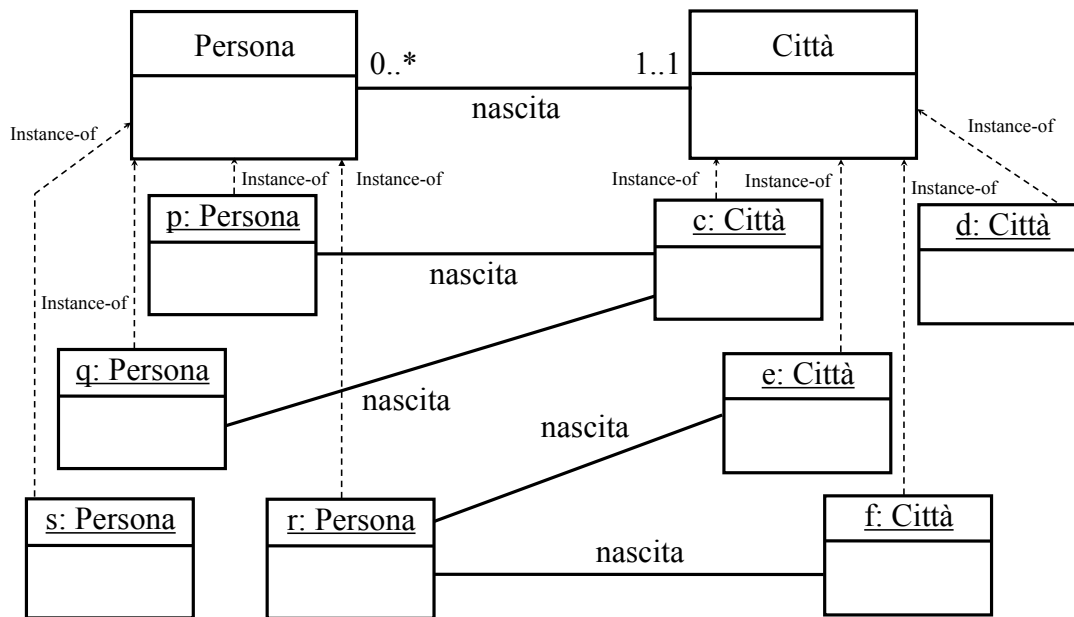 Persona
Città
0..*
1..1
nascita
Instance-of
Instance-of
Instance-of
Instance-of
Instance-of
Instance-of
Instance-of
p: Persona
c: Città
d: Città
nascita
Instance-of
q: Persona
e: Città
nascita
nascita
s: Persona
r: Persona
f: Città
nascita